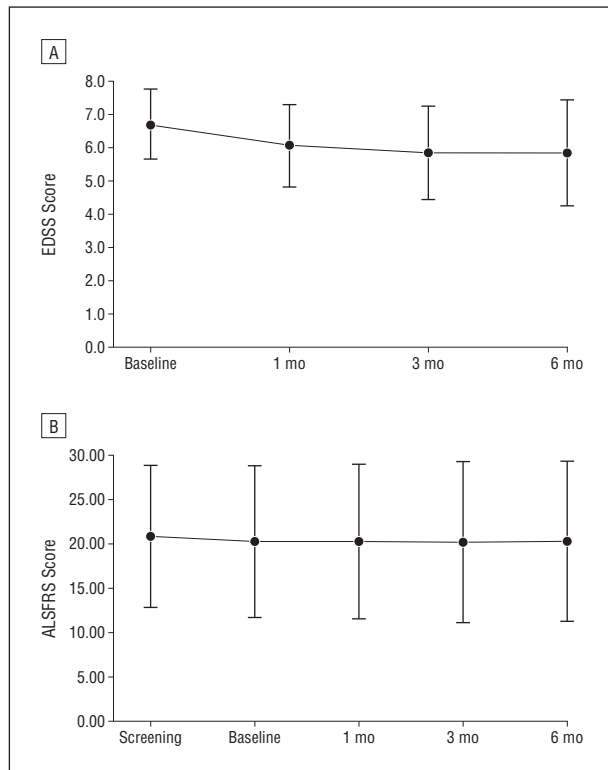 A
8.0
7.0
6.0
5.0
4.0
3.0
2.0
1.0
0.0
EDSS Score
Baseline 1 mo 3 mo 6 mo
B
30.00
25.00
20.00
15.00
10.00
5.00
0.00
ALSFRS Score
Screening Baseline 1 mo 3 mo 6 mo